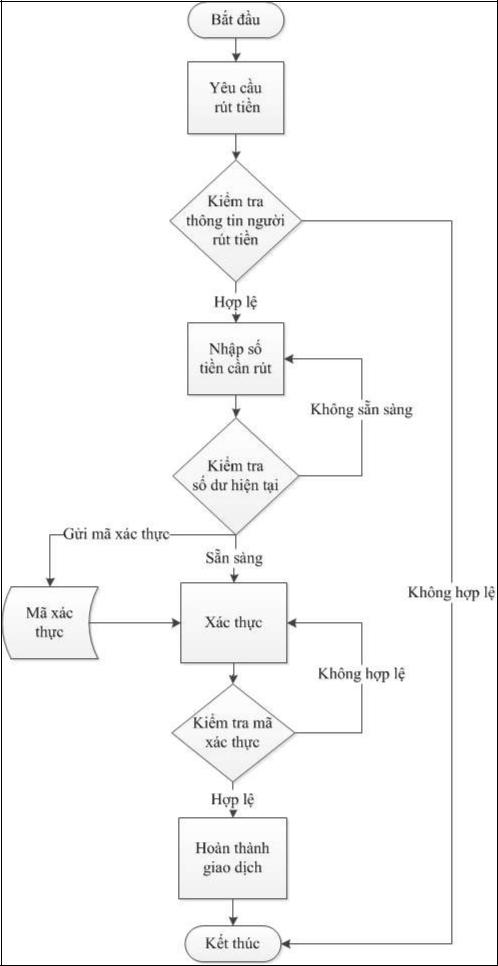 Bắt đầu
Yêu cầu
rút tiền
Kiểm tra
thông tin người
rút tiền
Hợp lệ
Nhập số
tiền cần rút
Không sẵn sàng
Kiểm tra
số dư hiện tại
Gửi mã xác thực
Sẵn sàng
Không hợp lệ
Mã xác
thực
Xác thực
Không hợp lệ
Kiểm tra mã
xác thực
Hợp lệ
Hoàn thành
giao dịch
Kết thúc